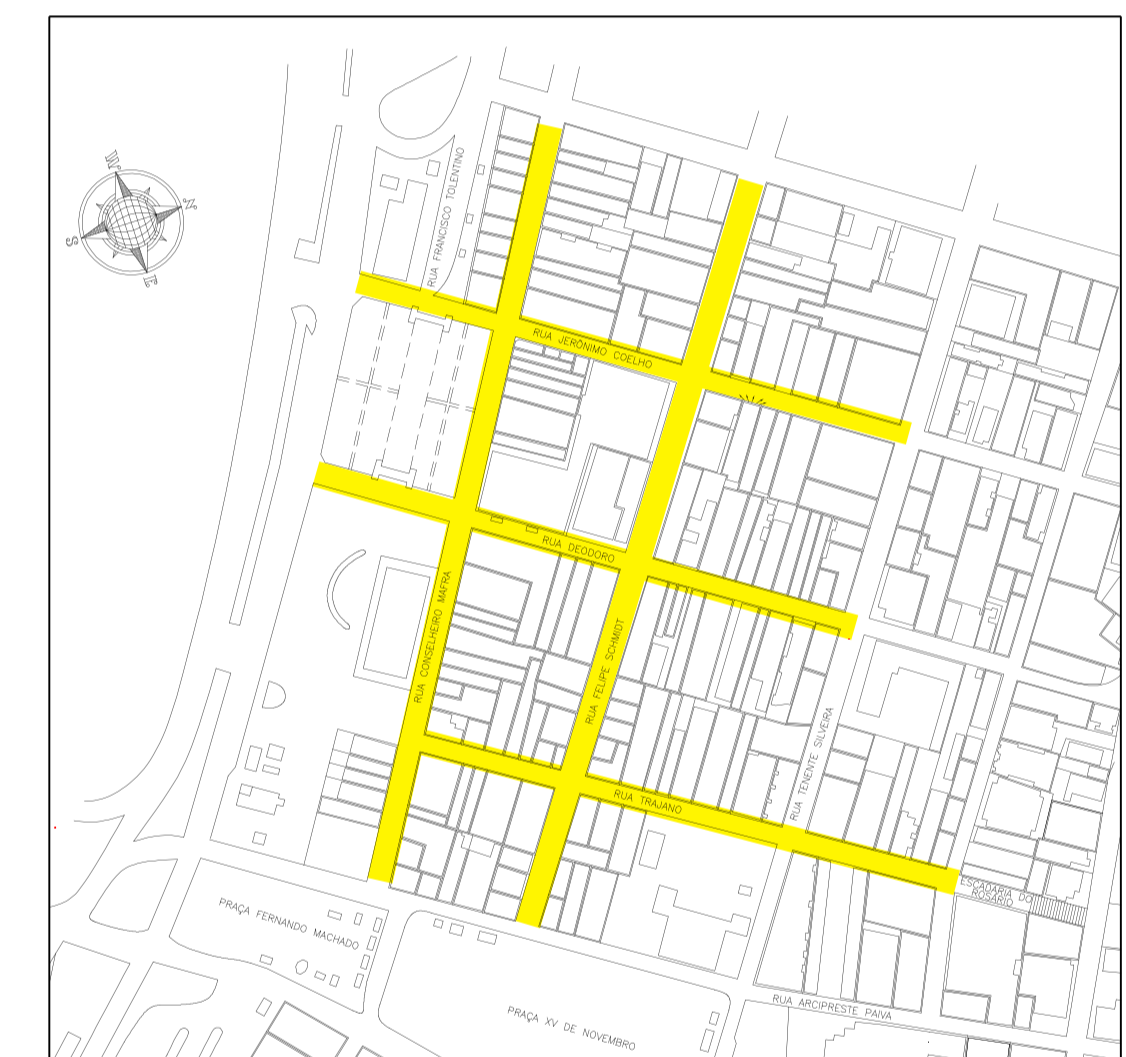 W
N
S
E
RUA FRANCISCO TOLENTINO
RUA JERÔNIMO COELHO
RUA DEODORO
RUA CONSELHEIRO MAFRA
RUA FELIPE SCHMIDT
RUA TENENTE SILVEIRA
RUA TRAJANO
ESCADARIA DO
ROSÁRIO
PRAÇA FERNANDO MACHADO
PRAÇA XV DE NOVEMBRO
RUA ARCIPRESTE PAIVA